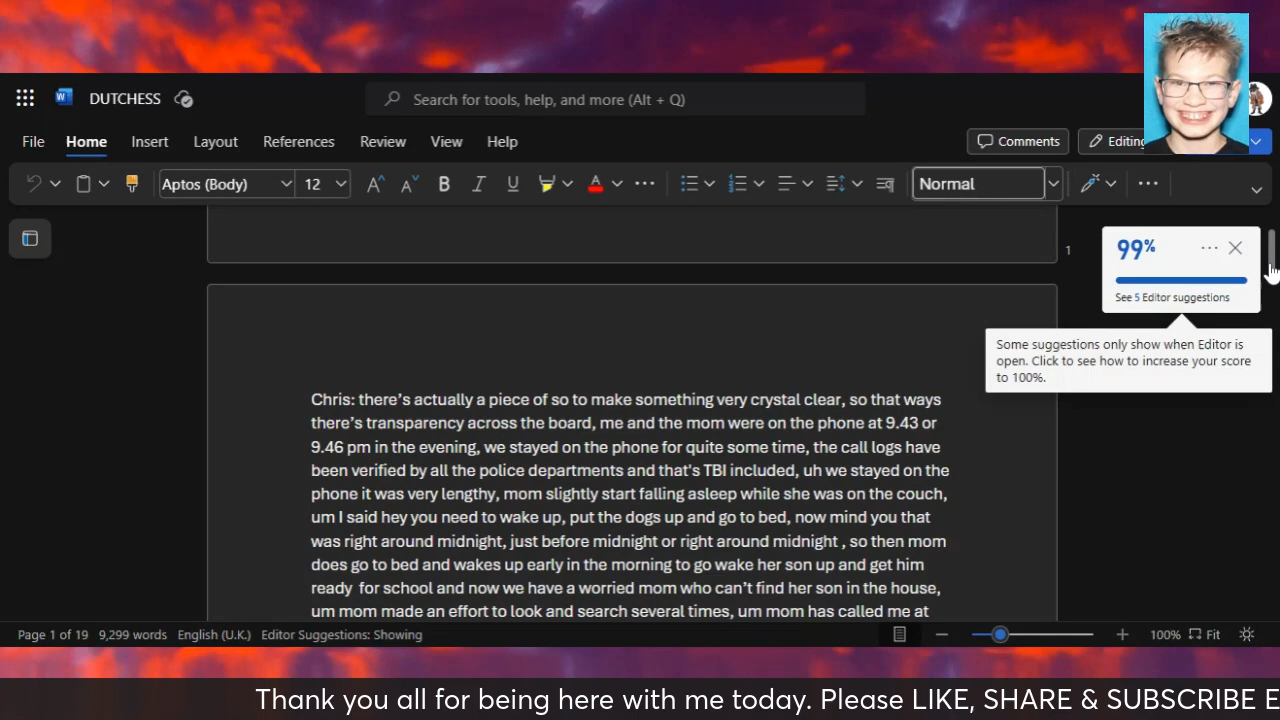 DUTCHESS
Search for tools, help, and more (Alt + Q)
File Home Insert Layout References Review View Help
Comments
Editing
Aptos (Body) 12
Normal
1
99%
See 5 Editor suggestions
Some suggestions only show when Editor is
open. Click to see how to increase your score
to 100%.
Chris: there’s actually a piece of so to make something very crystal clear, so that ways
there’s transparency across the board, me and the mom were on the phone at 9.43 or
9.46 pm in the evening, we stayed on the phone for quite some time, the call logs have
been verified by all the police departments and that's TBI included, uh we stayed on the
phone it was very lengthy, mom slightly start falling asleep while she was on the couch,
um I said hey you need to wake up, put the dogs up and go to bed, now mind you that
was right around midnight, just before midnight or right around midnight , so then mom
does go to bed and wakes up early in the morning to go wake her son up and get him
ready  for school and now we have a worried mom who can’t find her son in the house,
um mom made an effort to look and search several times, um mom has called me at
Page 1 of 19 9,299 words English (U.K.) Editor Suggestions: Showing
100% Fit
Thank you all for being here with me today. Please LIKE, SHARE & SUBSCRIBE E